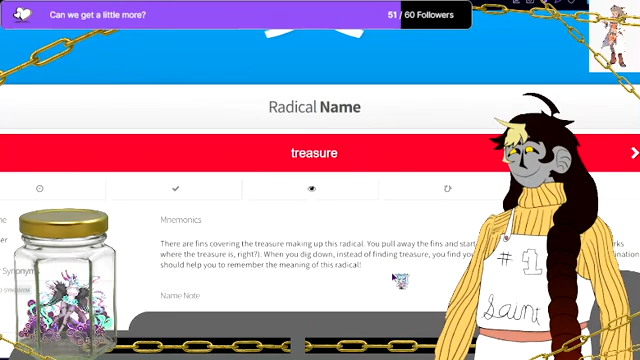 Can we get a little more?
51 / 60 Followers
Radical Name
treasure
Mnemonics
There are fins covering the treasure making up this radical. You pull away the fins and start
where the treasure is, right?). When you dig down, instead of finding treasure, you find you
should help you to remember the meaning of this radical!
Name Note
Synonyms
SYNONYM
# 1
Saint